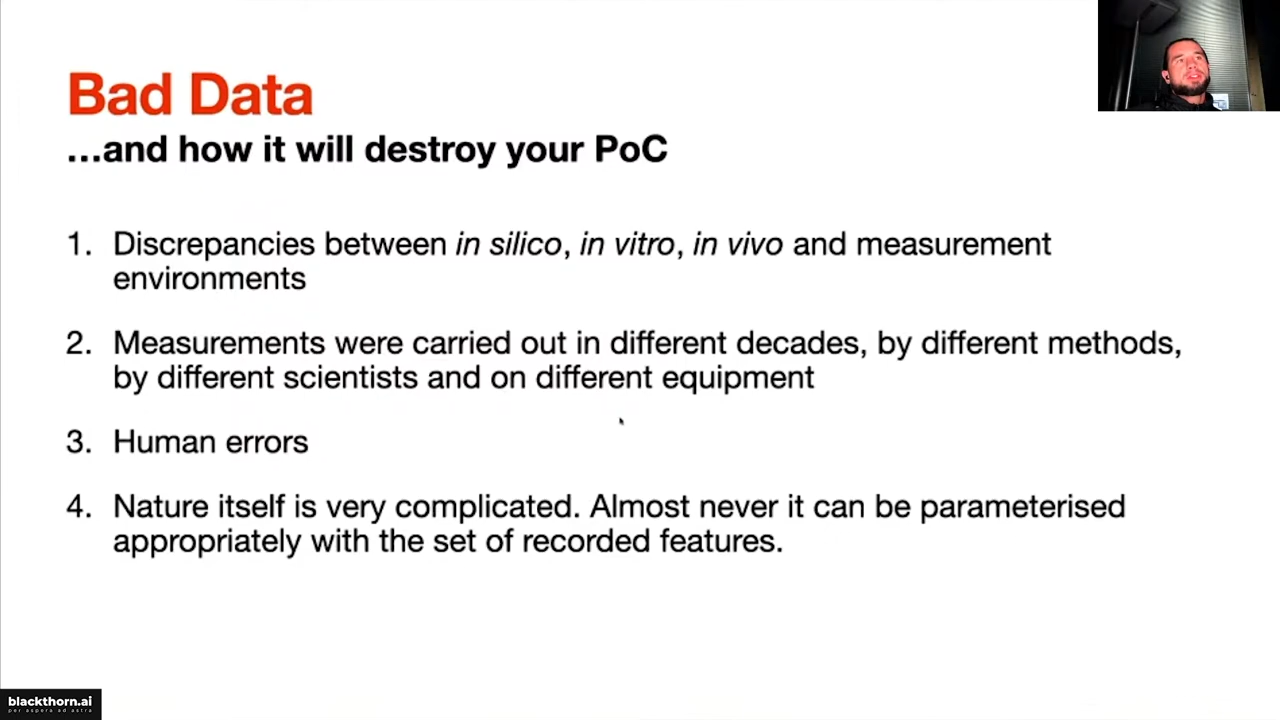 Bad Data
...and how it will destroy your PoC
1. Discrepancies between in silico, in vitro, in vivo and measurement
environments
2. Measurements were carried out in different decades, by different methods,
by different scientists and on different equipment
3. Human errors
4. Nature itself is very complicated. Almost never it can be parameterised
appropriately with the set of recorded features.
blackthorn.ai
per aspera ad astra